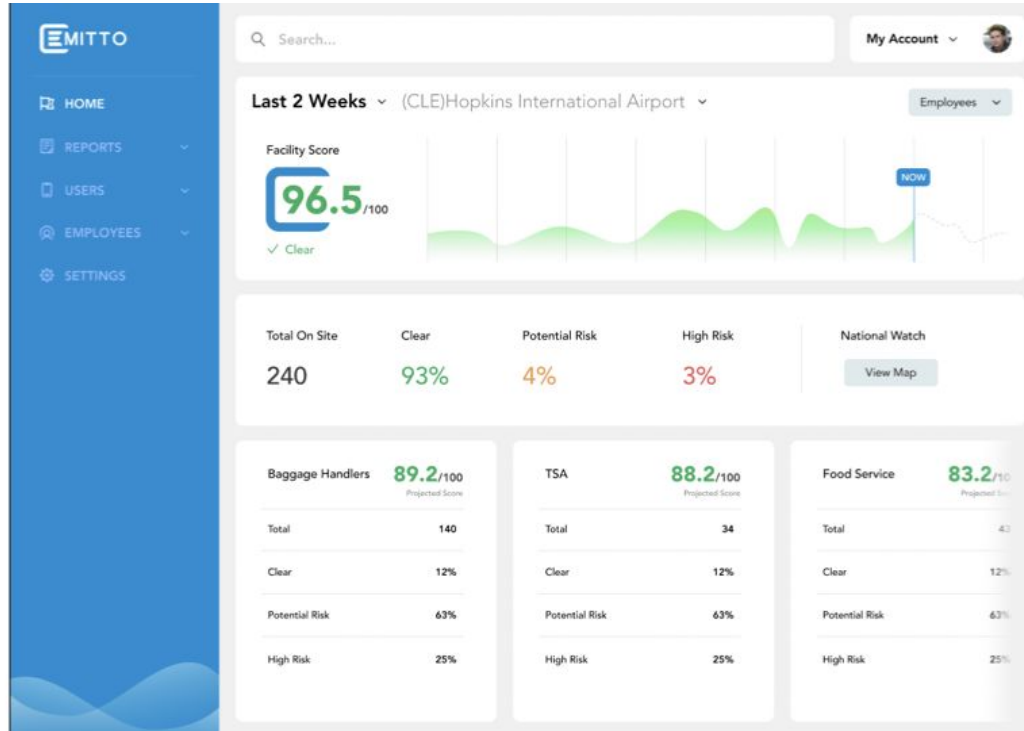 EMITTO
HOME
REPORTS
USERS
EMPLOYEES
SETTINGS
Search...
My Account
Last 2 Weeks (CLE)Hopkins International Airport
Employees
Facility Score
96.5/100
Clear
NOW
Total On Site
240
Clear
93%
Potential Risk
4%
High Risk
3%
National Watch
View Map
Baggage Handlers 89.2/100
Projected Score
Total 140
Clear 12%
Potential Risk 63%
High Risk 25%
TSA 88.2/100
Projected Score
Total 34
Clear 12%
Potential Risk 63%
High Risk 25%
Food Service 83.2/10
Projected
Total 43
Clear 12%
Potential Risk 63%
High Risk 25%